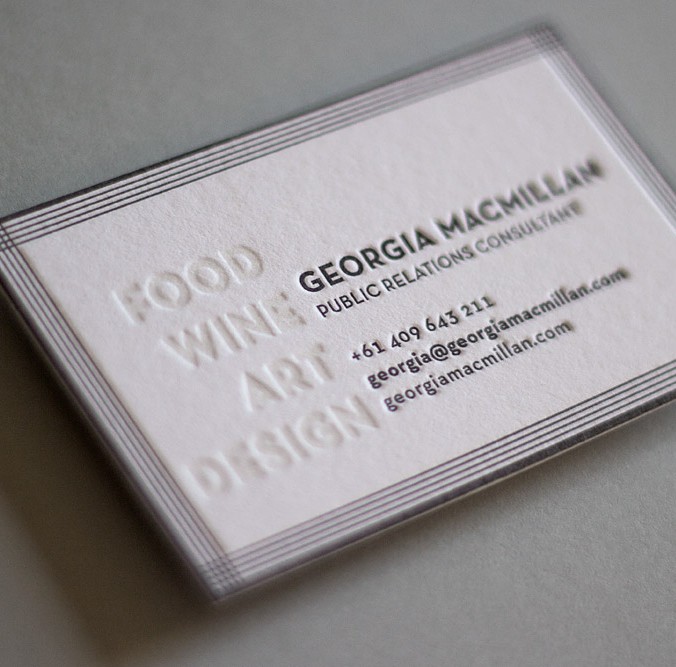 FOOD
WINE
ART
DESIGN
GEORGIA MACMILLAN
PUBLIC RELATIONS CONSULTANT
+61 409 643 211
georgia@georgiamacmillan.com
georgiamacmillan.com